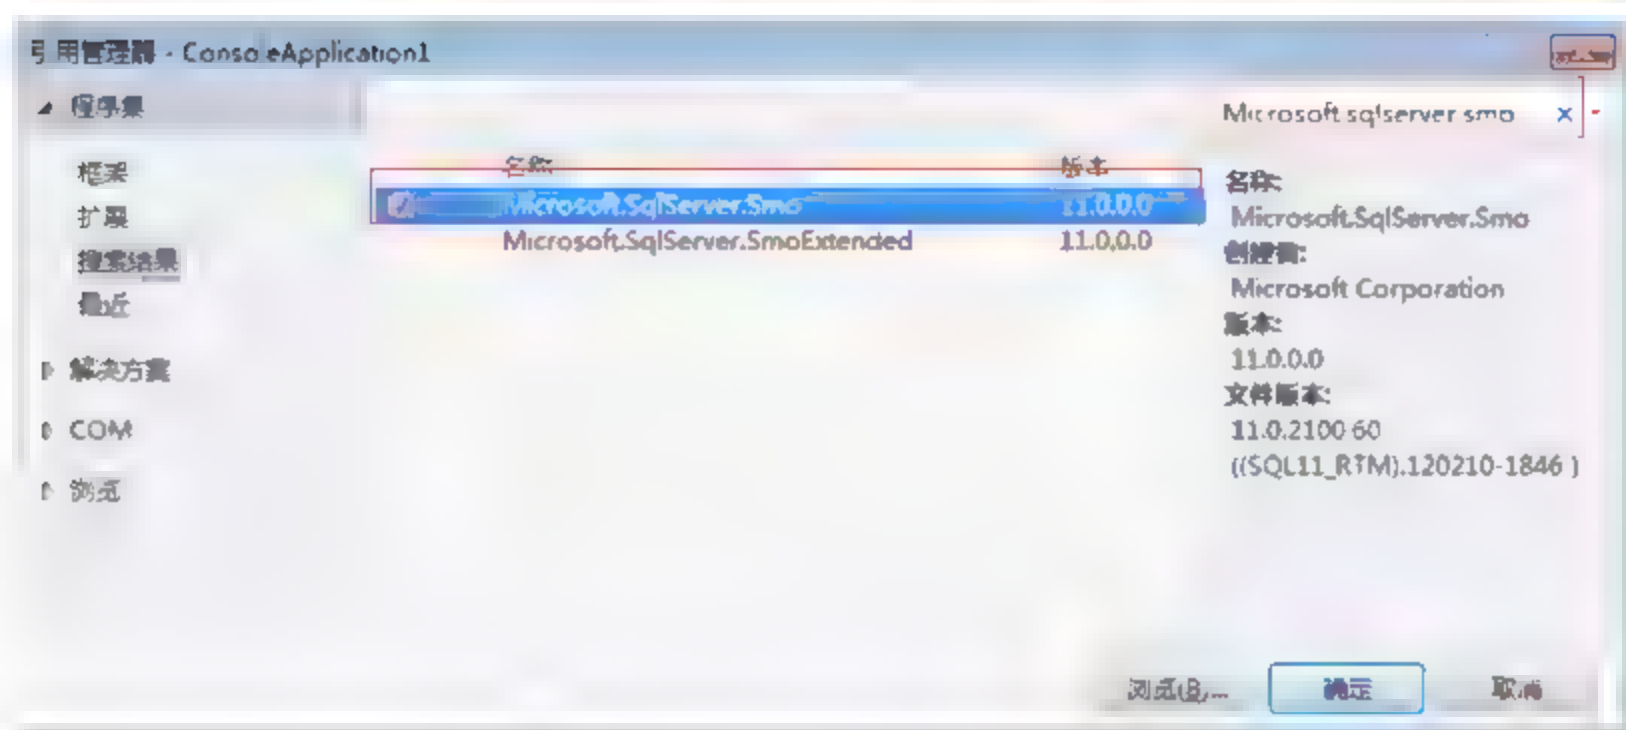 引用管理器 - ConsoleApplication1
程序集
Microsoft.sqlserver.smo
框架
扩展
搜索结果
最近
解决方案
COM
浏览
名称 版本
Microsoft.SqlServer.Smo 11.0.0.0
Microsoft.SqlServer.SmoExtended 11.0.0.0
名称:
Microsoft.SqlServer.Smo
创建者:
Microsoft Corporation
版本:
11.0.0.0
文件版本:
11.0.2100.60
((SQL11_RTM).120210-1846 )
浏览(B)... 确定 取消